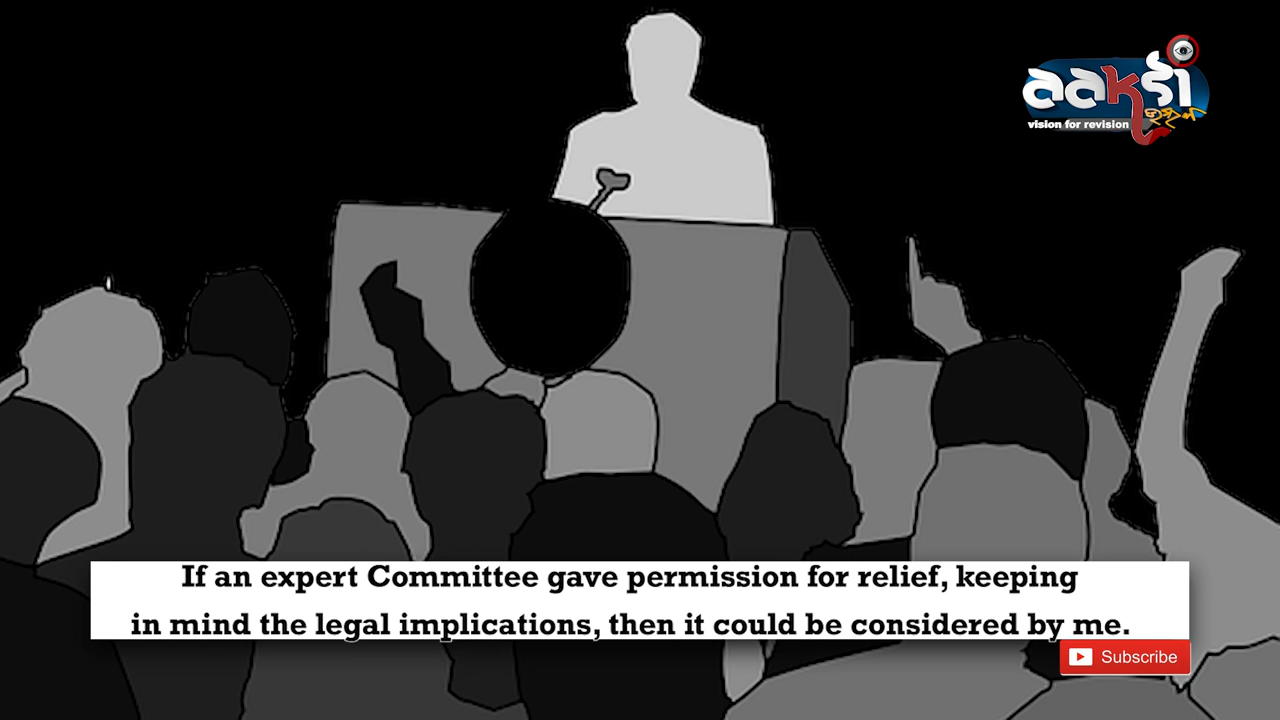 vision for revision
If an expert Committee gave permission for relief, keeping
in mind the legal implications, then it could be considered by me.
Subscribe